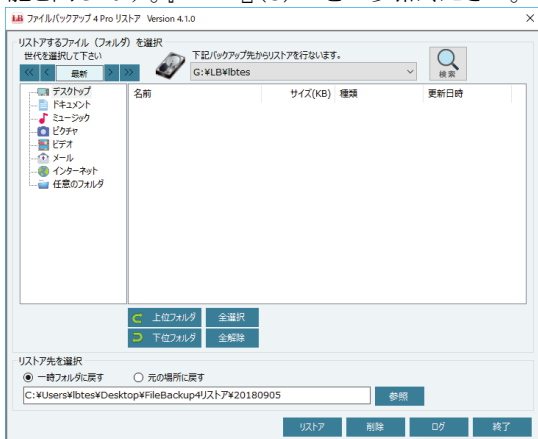 LB ファイルバックアップ 4 Pro リストア Version 4.1.0
リストアするファイル（フォルダ）を選択
世代を選択して下さい
下記バックアップ先からリストアを行ないます。
<< < 最新 > >>
G:¥LB¥lbtes
検索
デスクトップ
ドキュメント
ミュージック
ピクチャ
ビデオ
メール
インターネット
任意のフォルダ
名前 サイズ(KB) 種類 更新日時
上位フォルダ 全選択
下位フォルダ 全解除
リストア先を選択
一時フォルダに戻す 元の場所に戻す
C:¥Users¥lbtes¥Desktop¥FileBackup4リストア¥20180905 参照
リストア 削除 ログ 終了